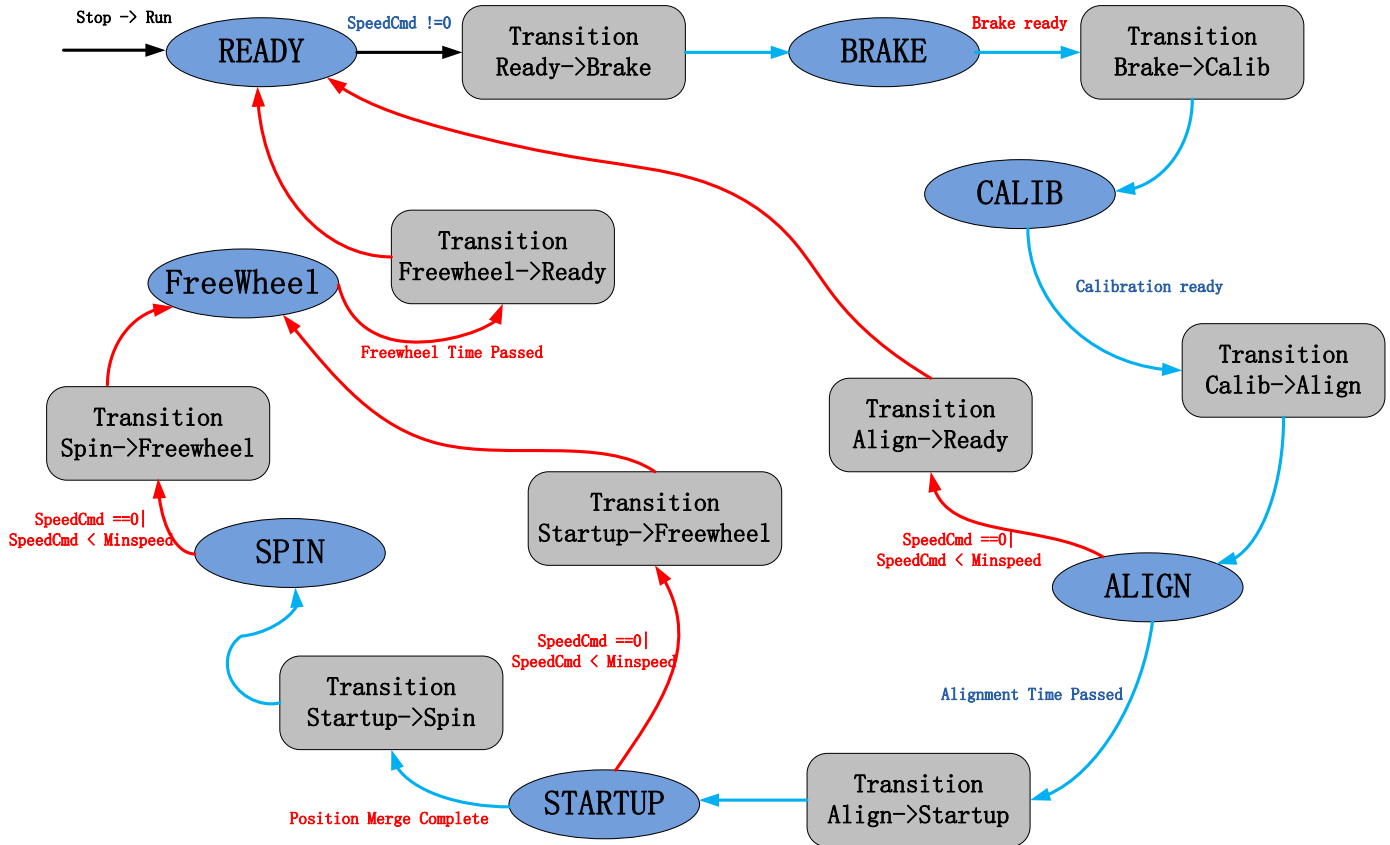 Stop -> Run
READY
SpeedCmd !=0
Transition
Ready->Brake
BRAKE
Brake ready
Transition
Brake->Calib
CALIB
Calibration ready
Transition
Calib->Align
Transition
Freewheel->Ready
FreeWheel
Freewheel Time Passed
Transition
Spin->Freewheel
Transition
Align->Ready
SpeedCmd ==0|
SpeedCmd < Minspeed
SPIN
Transition
Startup->Freewheel
SpeedCmd ==0|
SpeedCmd < Minspeed
ALIGN
SpeedCmd ==0|
SpeedCmd < Minspeed
Transition
Startup->Spin
Alignment Time Passed
Position Merge Complete
STARTUP
Transition
Align->Startup